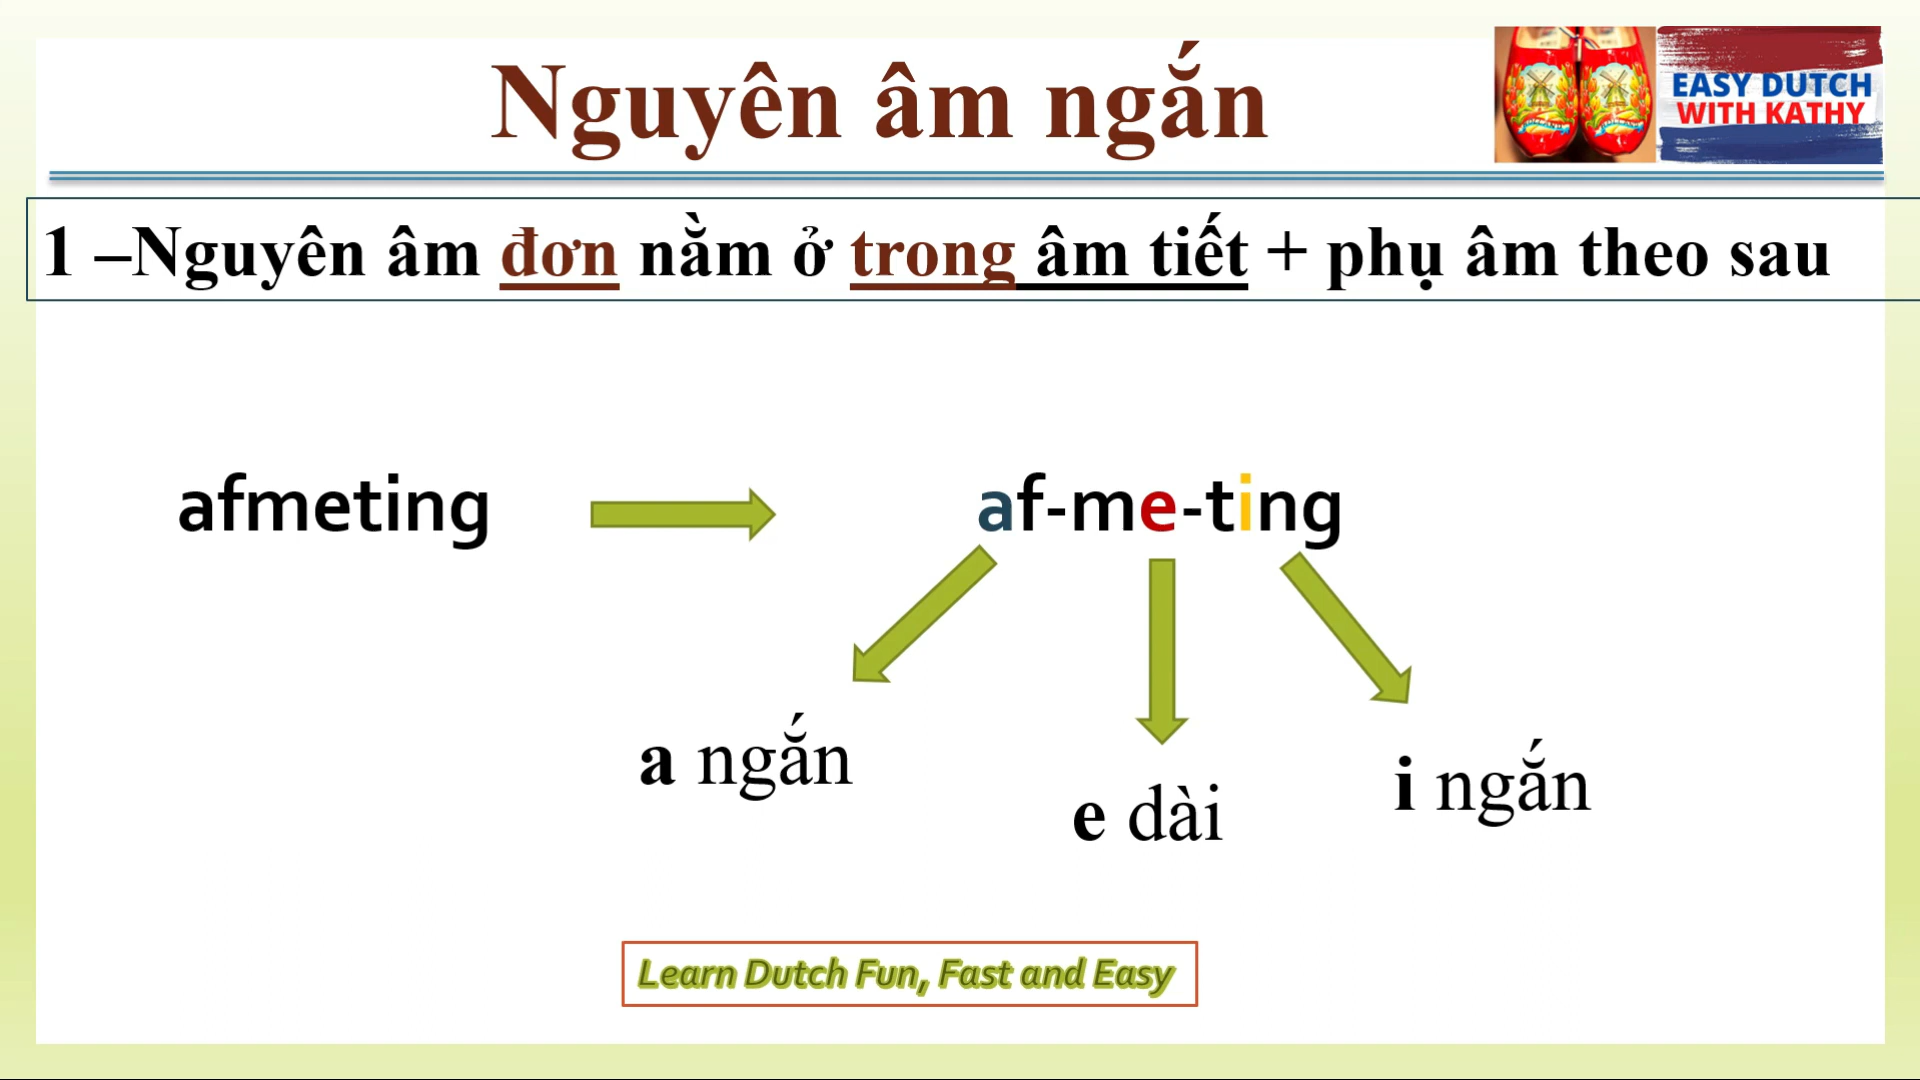 Nguyên âm ngắn
EASY DUTCH
WITH KATHY
1 –Nguyên âm đơn nằm ở trong âm tiết + phụ âm theo sau
afmeting
af-me-ting
a ngắn
e dài
i ngắn
Learn Dutch Fun, Fast and Easy